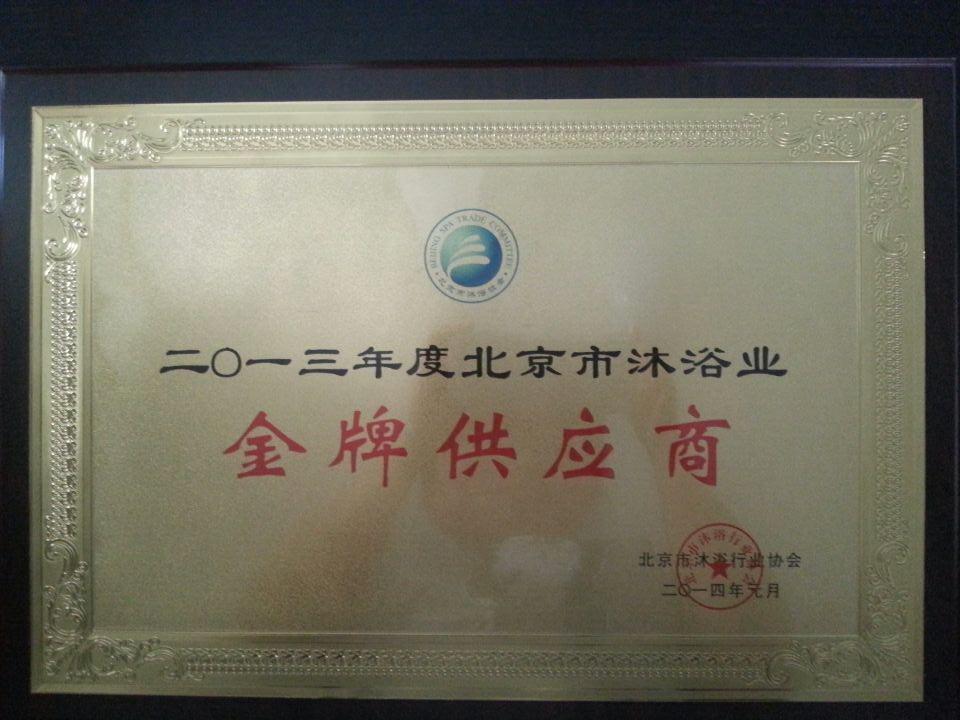 BEIJING SPA TRADE COMMITTEE
北京市沐浴协会
二〇一三年度北京市沐浴业
金牌供应商
北京市沐浴行业协会
二〇一四年元月